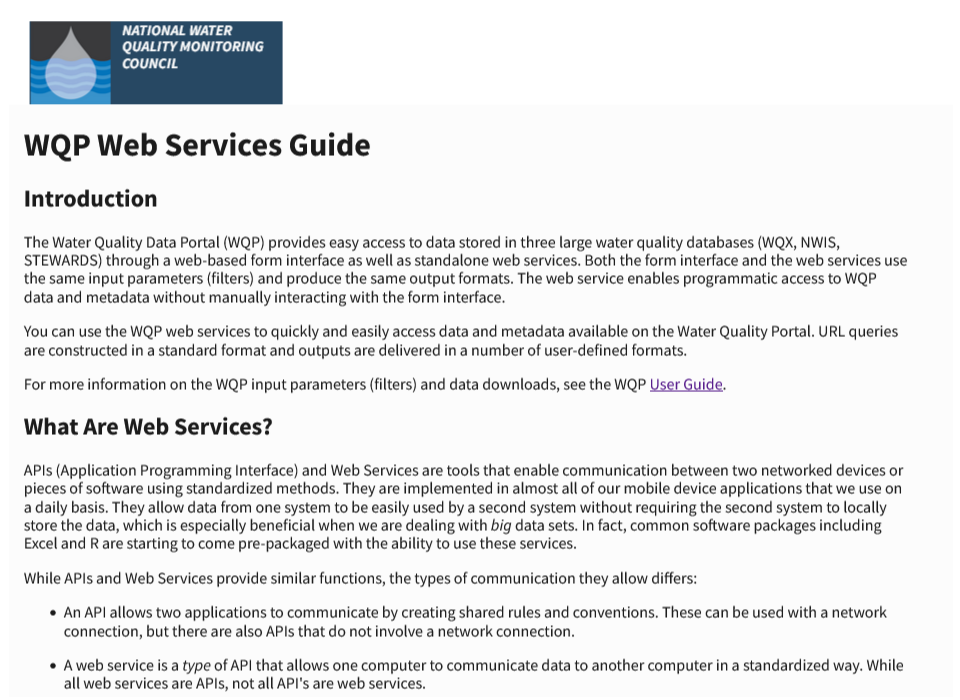 NATIONAL WATER
QUALITY MONITORING
COUNCIL
WQP Web Services Guide
Introduction
The Water Quality Data Portal (WQP) provides easy access to data stored in three large water quality databases (WQX, NWIS,
STEWARDS) through a web-based form interface as well as standalone web services. Both the form interface and the web services use
the same input parameters (filters) and produce the same output formats. The web service enables programmatic access to WQP
data and metadata without manually interacting with the form interface.
You can use the WQP web services to quickly and easily access data and metadata available on the Water Quality Portal. URL queries
are constructed in a standard format and outputs are delivered in a number of user-defined formats.
For more information on the WQP input parameters (filters) and data downloads, see the WQP User Guide.
What Are Web Services?
APIs (Application Programming Interface) and Web Services are tools that enable communication between two networked devices or
pieces of software using standardized methods. They are implemented in almost all of our mobile device applications that we use on
a daily basis. They allow data from one system to be easily used by a second system without requiring the second system to locally
store the data, which is especially beneficial when we are dealing with big data sets. In fact, common software packages including
Excel and R are starting to come pre-packaged with the ability to use these services.
While APIs and Web Services provide similar functions, the types of communication they allow differs:
• An API allows two applications to communicate by creating shared rules and conventions. These can be used with a network
connection, but there are also APIs that do not involve a network connection.
• A web service is a type of API that allows one computer to communicate data to another computer in a standardized way. While
all web services are APIs, not all API's are web services.